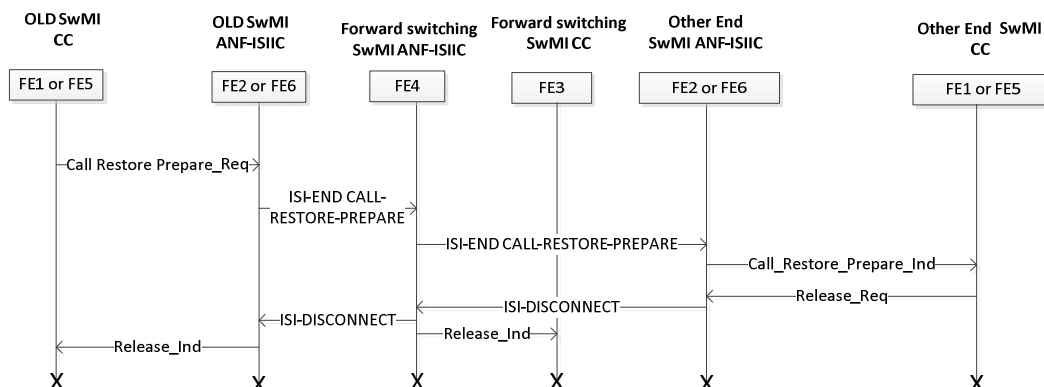 OLD SwMI
CC
OLD SwMI
ANF-ISIIC
Forward switching
SwMI ANF-ISIIC
Forward switching
SwMI CC
Other End
SwMI ANF-ISIIC
Other End SwMI
CC
FE1 or FE5
FE2 or FE6
FE4
FE3
FE2 or FE6
FE1 or FE5
Call Restore Prepare_Req
ISI-END CALL-
RESTORE-PREPARE
ISI-END CALL-RESTORE-PREPARE
Call_Restore_Prepare_Ind
Release_Req
ISI-DISCONNECT
ISI-DISCONNECT
Release_Ind
Release_Ind
X X X X X X